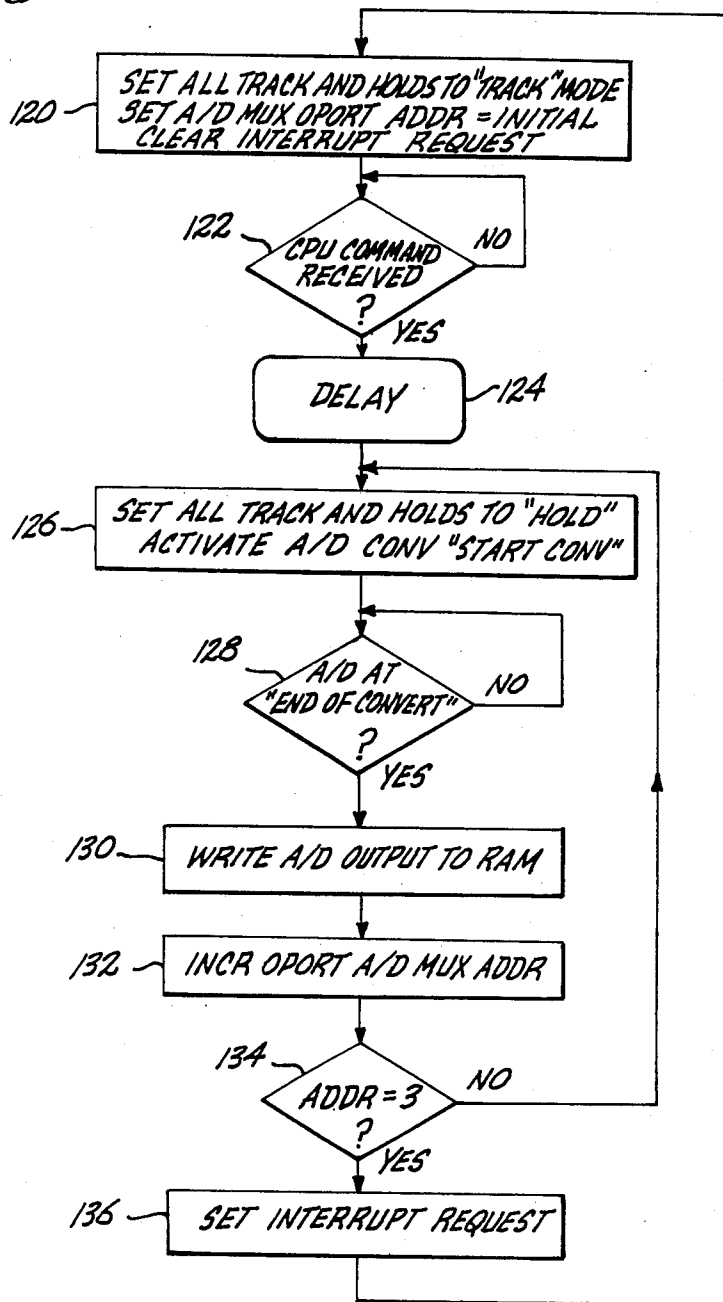 120
SET ALL TRACK AND HOLDS TO "TRACK" MODE
SET A/D MUX OPORT ADDR = INITIAL
CLEAR INTERRUPT REQUEST
122
CPU COMMAND
RECEIVED
?
NO
YES
DELAY
124
126
SET ALL TRACK AND HOLDS TO "HOLD"
ACTIVATE A/D CONV "START CONV"
128
A/D AT
"END OF CONVERT"
?
NO
YES
130
WRITE A/D OUTPUT TO RAM
132
INCR OPORT A/D MUX ADDR
134
ADDR = 3
?
NO
YES
136
SET INTERRUPT REQUEST